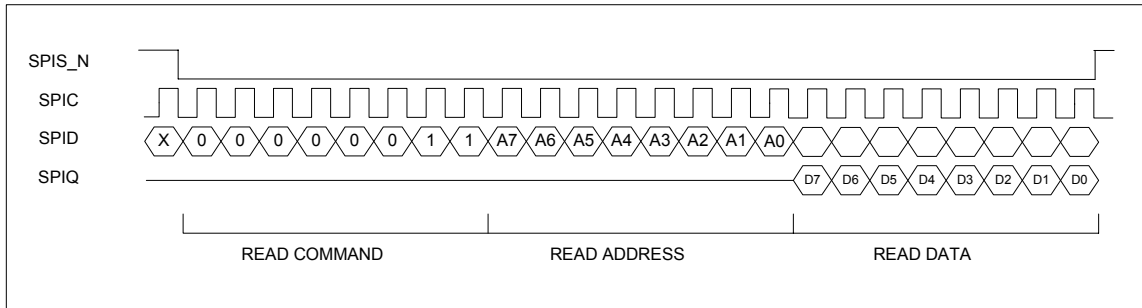 SPIS_N
SPIC
SPID X 0 0 0 0 0 0 1 1 A7 A6 A5 A4 A3 A2 A1 A0
SPIQ D7 D6 D5 D4 D3 D2 D1 D0
READ COMMAND READ ADDRESS READ DATA